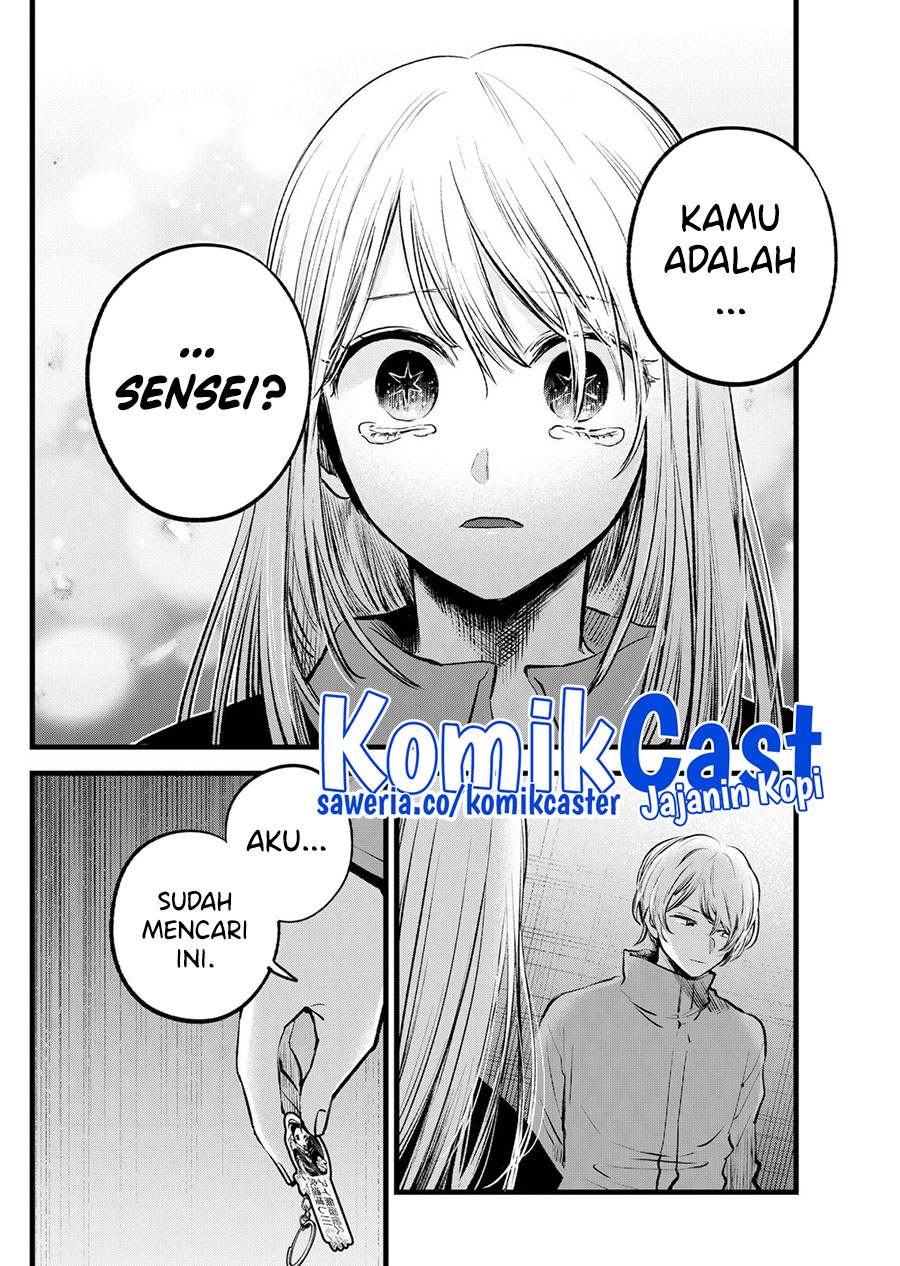 KAMU
ADALAH
...
...
SENSEI?
KomikCast
saweria.co/komikcaster
Jajanin Kopi
AKU...
SUDAH
MENCARI
INI.